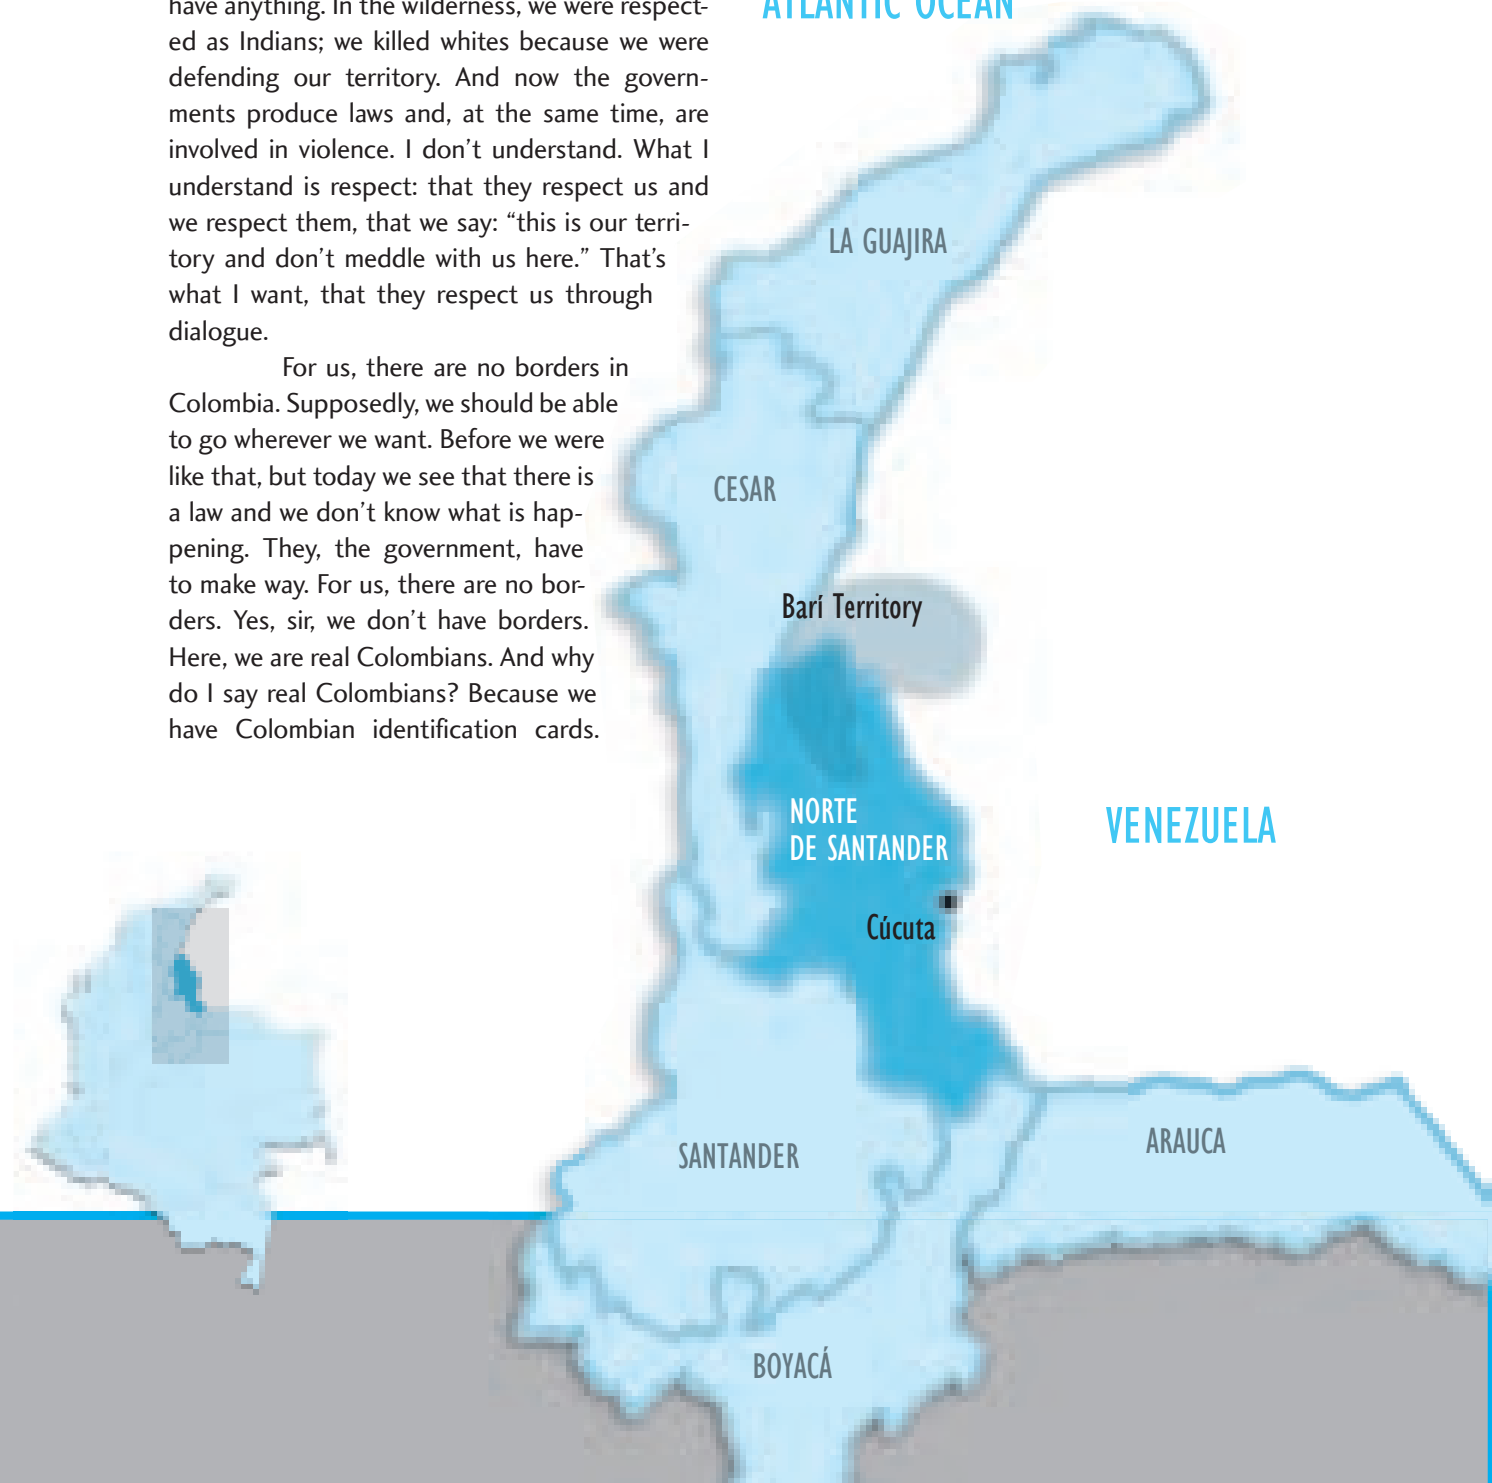 have anything. In the wilderness, we were respect-
ed as Indians; we killed whites because we were
defending our territory. And now the govern-
ments produce laws and, at the same time, are
involved in violence. I don’t understand. What I
understand is respect: that they respect us and
we respect them, that we say: “this is our terri-
tory and don’t meddle with us here.” That’s
what I want, that they respect us through
dialogue.
For us, there are no borders in
Colombia. Supposedly, we should be able
to go wherever we want. Before we were
like that, but today we see that there is
a law and we don’t know what is hap-
pening. They, the government, have
to make way. For us, there are no bor-
ders. Yes, sir, we don’t have borders.
Here, we are real Colombians. And why
do I say real Colombians? Because we
have Colombian identification cards.
ATLANTIC OCEAN
LA GUAJIRA
CESAR
Barí Territory
NORTE
DE SANTANDER
VENEZUELA
Cúcuta
SANTANDER
ARAUCA
BOYACÁ